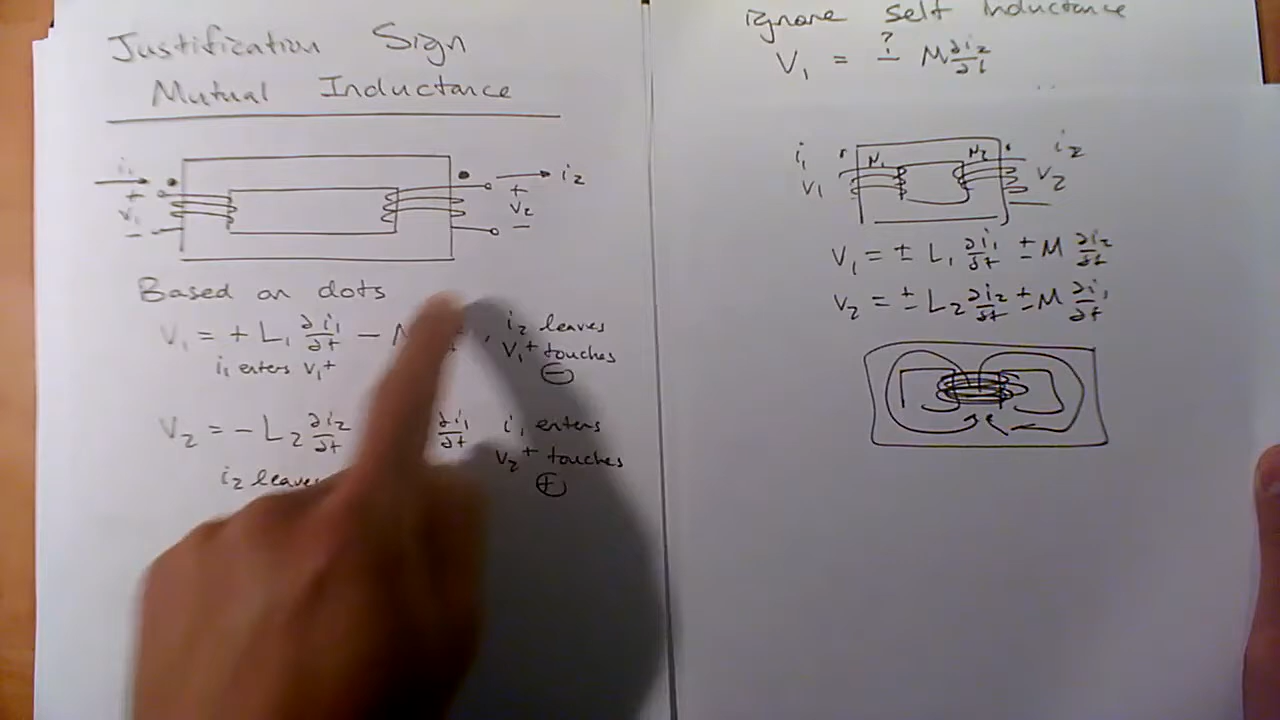 Justification Sign
Mutual Inductance
i₁ i₂
+ +
V₁ V₂
− −
Based on dots
V₁ = + L₁ ∂i₁/∂t − M , i₂ leaves
i₁ enters V₁⁺ V₁⁺ touches
⊖
V₂ = − L₂ ∂i₂/∂t ∂i₁/∂t i₁ enters
i₂ leaves V₂⁺ touches
⊕
ignore self inductance
V₁ = ?/− M ∂i₂/∂t
i₁ N₁ N₂ i₂
V₁ V₂
V₁ = ± L₁ ∂i₁/∂t ± M ∂i₂/∂t
V₂ = ± L₂ ∂i₂/∂t ± M ∂i₁/∂t